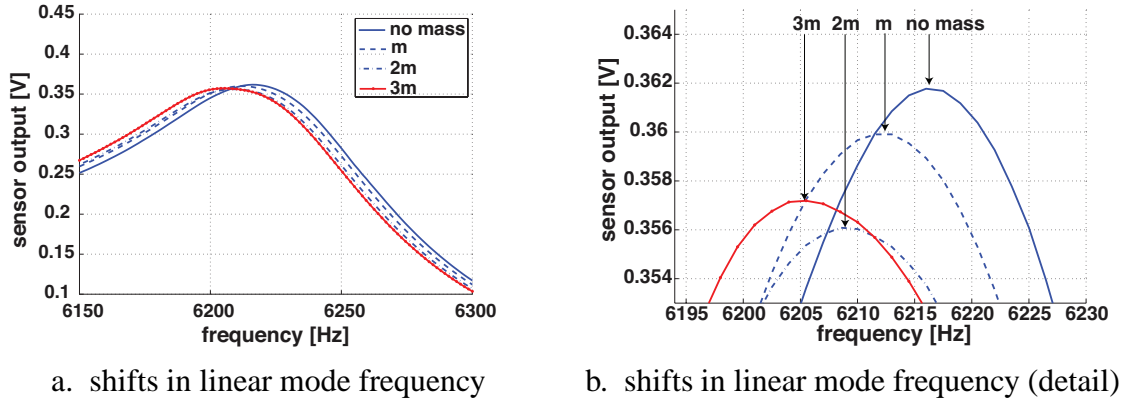 0.45
0.4
0.35
0.3
0.25
0.2
0.15
0.1
sensor output [V]
6150
6200
6250
6300
frequency [Hz]
no mass
m
2m
3m
a. shifts in linear mode frequency
3m 2m m no mass
0.364
0.362
0.36
0.358
0.356
0.354
sensor output [V]
6195 6200 6205 6210 6215 6220 6225 6230
frequency [Hz]
b. shifts in linear mode frequency (detail)